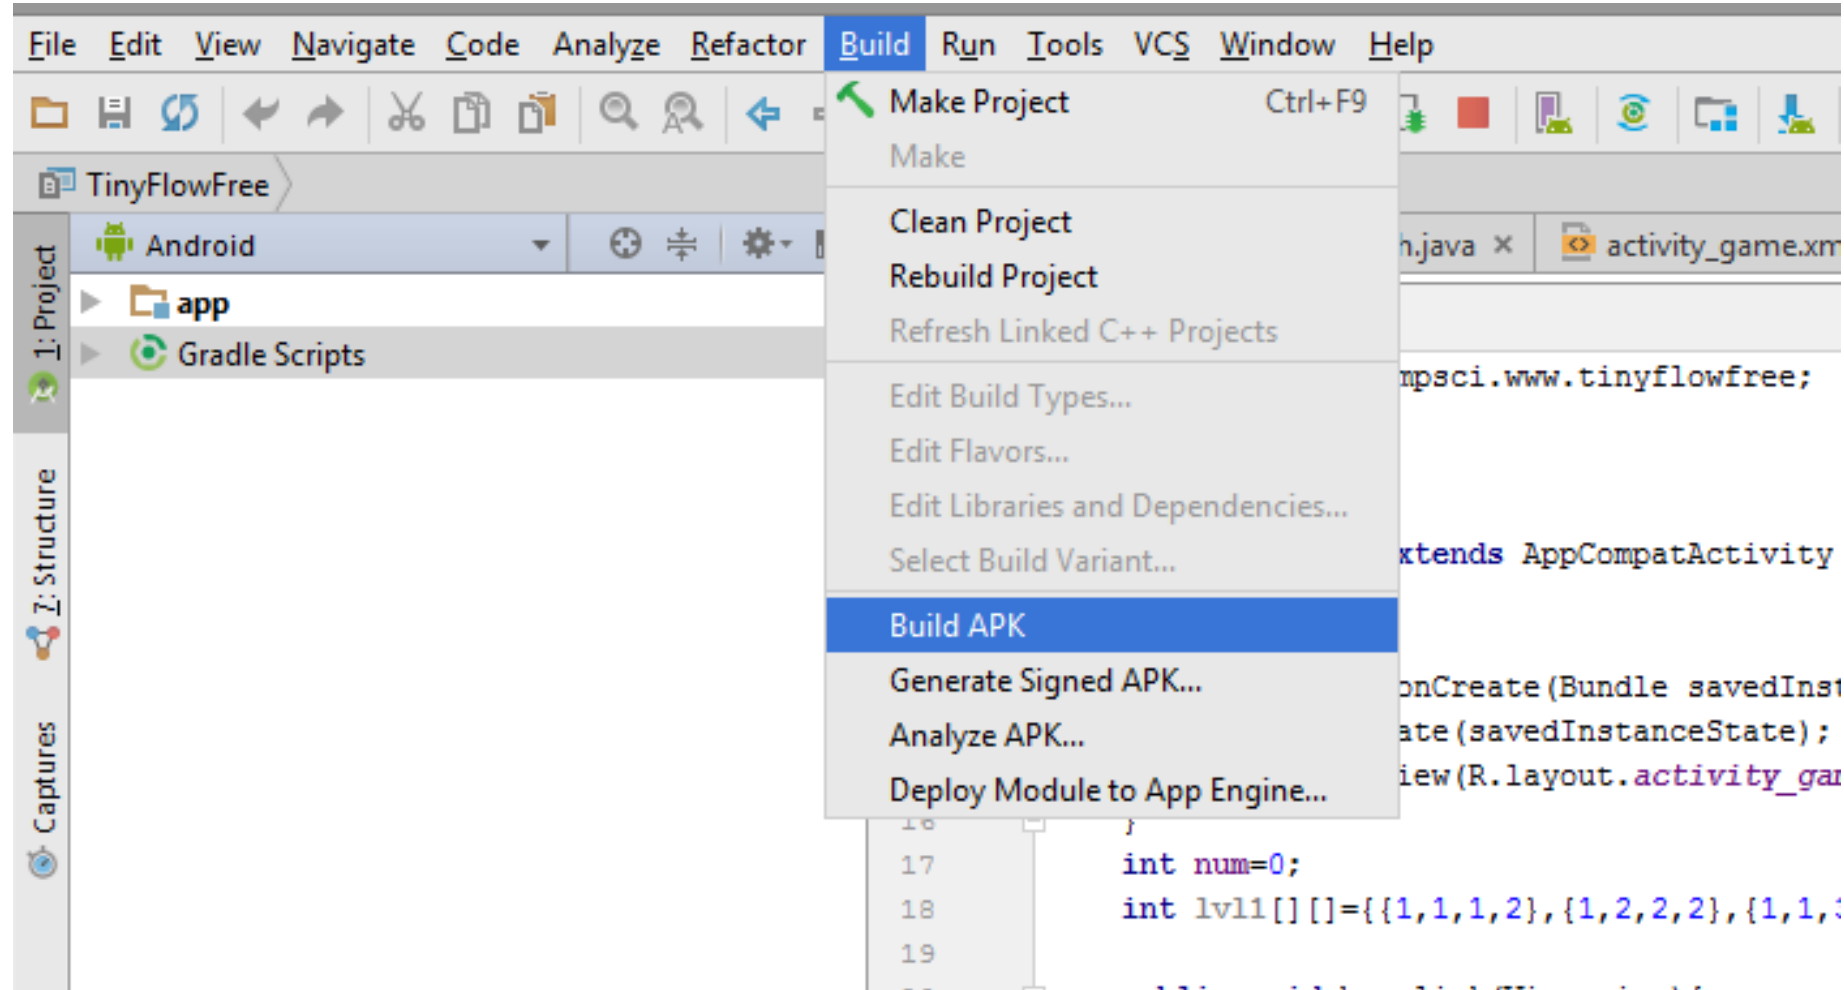 File Edit View Navigate Code Analyze Refactor Build Run Tools VCS Window Help
TinyFlowFree
Android
1: Project
app
Gradle Scripts
7: Structure
Captures
Make Project Ctrl+F9
Make
Clean Project
Rebuild Project
Refresh Linked C++ Projects
Edit Build Types...
Edit Flavors...
Edit Libraries and Dependencies...
Select Build Variant...
Build APK
Generate Signed APK...
Analyze APK...
Deploy Module to App Engine...
h.java activity_game.xm
mpsci.www.tinyflowfree;
xtends AppCompatActivity
onCreate(Bundle savedInst
ate(savedInstanceState);
iew(R.layout.activity_gam
16 }
17 int num=0;
18 int lvl1[][]={{1,1,1,2},{1,2,2,2},{1,1,3
19